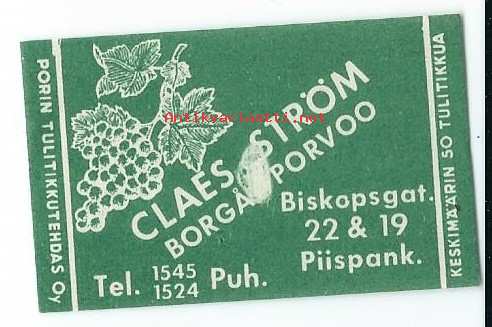 PORIN TULITIKKUTEHDAS OY
CLAES STRÖM
BORGÅ PORVOO
Antikvariaatti.net
Biskopsgat.
22 & 19
Piispank.
Tel. 1545 Puh.
1524
KESKIMÄÄRIN 50 TULITIKKUA